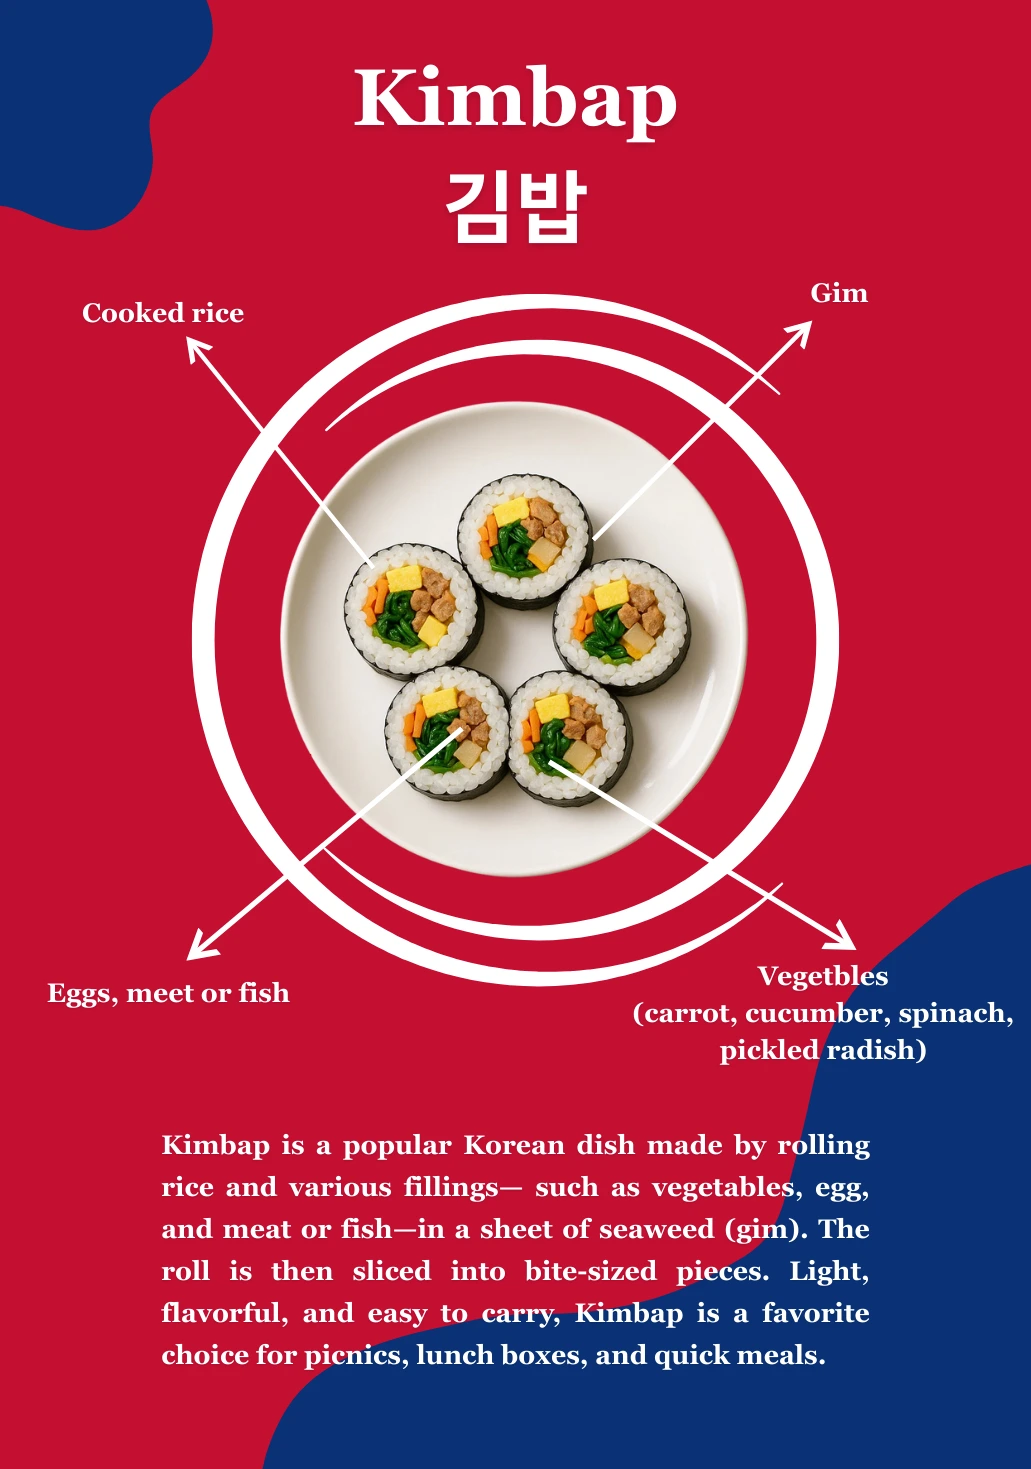 Kimbap
김밥
Cooked rice
Gim
Eggs, meet or fish
Vegetbles
(carrot, cucumber, spinach,
pickled radish)
Kimbap is a popular Korean dish made by rolling
rice and various fillings— such as vegetables, egg,
and meat or fish—in a sheet of seaweed (gim). The
roll is then sliced into bite-sized pieces. Light,
flavorful, and easy to carry, Kimbap is a favorite
choice for picnics, lunch boxes, and quick meals.